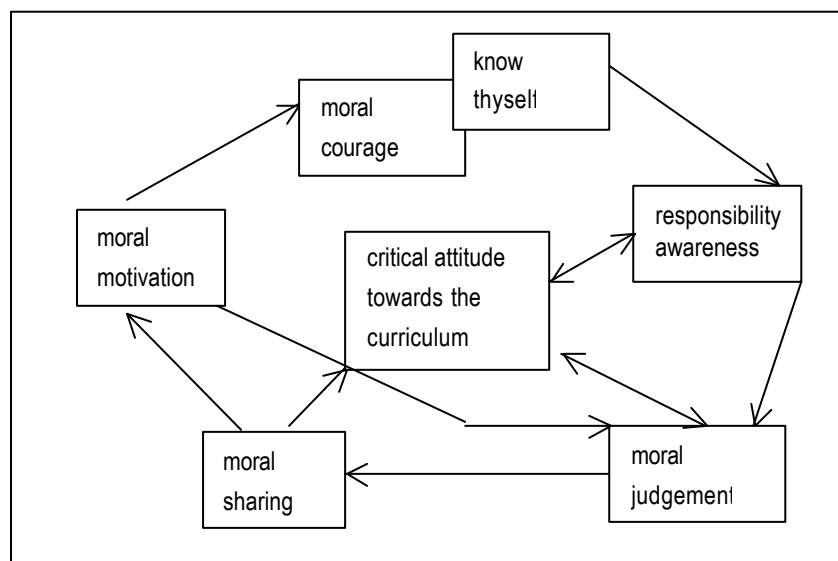 know
thyself
moral
courage
responsibility
awareness
moral
motivation
critical attitude
towards the
curriculum
moral
sharing
moral
judgement